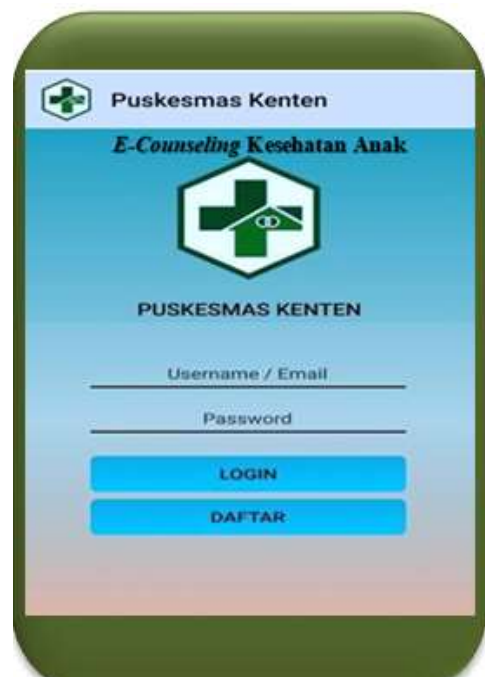 Puskesmas Kenten
E-Counseling Kesehatan Anak
PUSKESMAS KENTEN
Username / Email
Password
LOGIN
DAFTAR